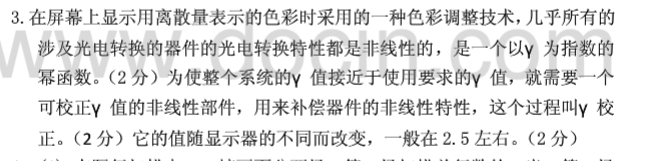 3.在屏幕上显示用离散量表示的色彩时采用的一种色彩调整技术,几乎所有的
涉及光电转换的器件的光电转换特性都是非线性的，是一个以γ 为指数的
幂函数。（2 分）为使整个系统的γ 值接近于使用要求的γ 值，就需要一个
可校正γ 值的非线性部件，用来补偿器件的非线性特性，这个过程叫γ 校
正。（2 分）它的值随显示器的不同而改变，一般在 2.5 左右。（2 分）